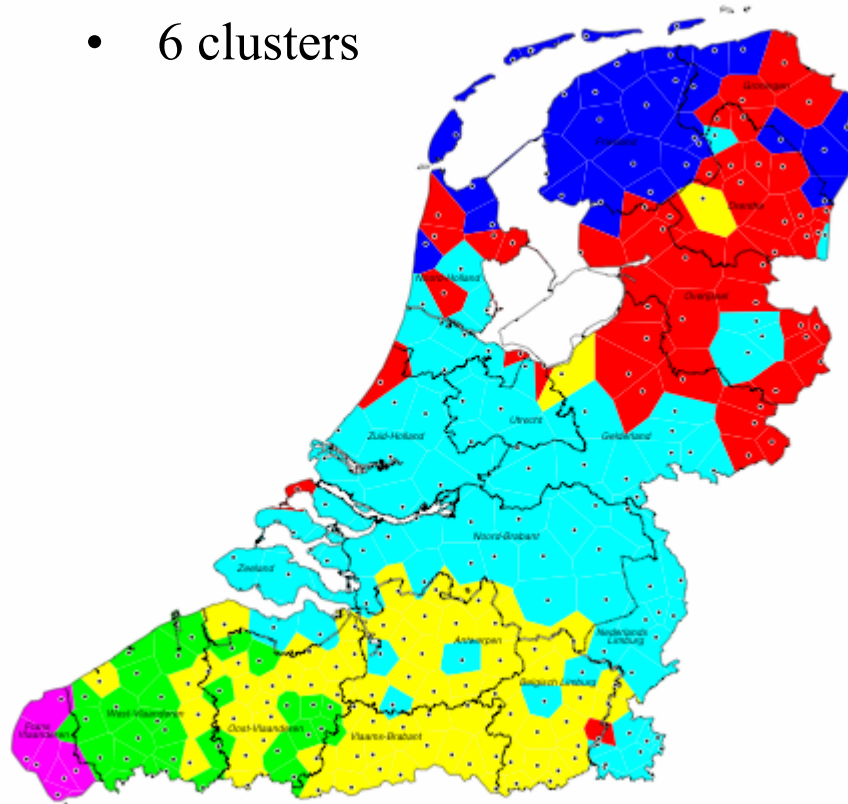 • 6 clusters
Groningen
Friesland
Drenthe
Noord-Holland
Overijssel
Utrecht
Zuid-Holland
Gelderland
Noord-Brabant
Zeeland
Antwerpen
Nederlands
Limburg
Belgisch Limburg
West-Vlaanderen
Frans
Vlaanderen
Oost-Vlaanderen
Vlaams-Brabant